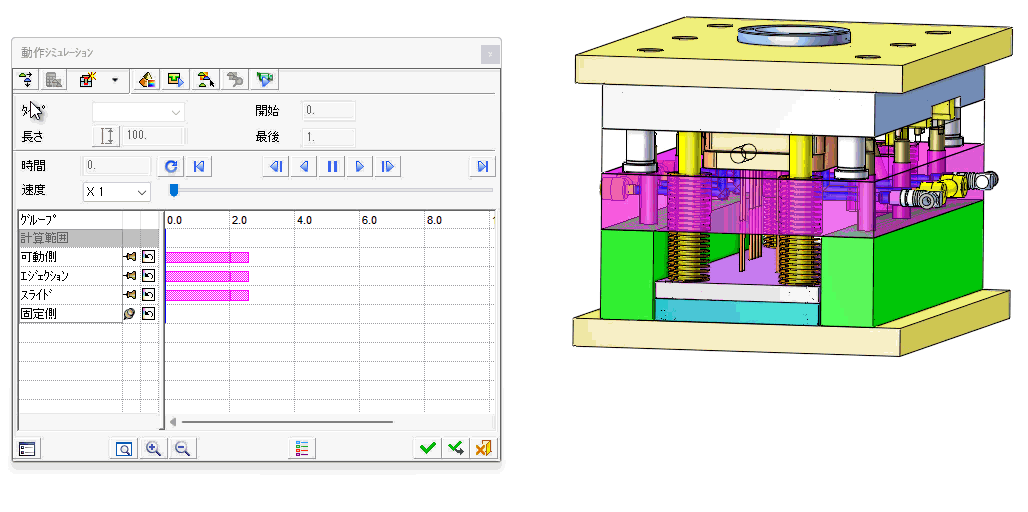 動作ｼﾐｭﾚｰｼｮﾝ
開始 0.
長さ 100. 最後 1.
時間 0.
速度 X 1
ｸﾞﾙｰﾌﾟ 0.0 2.0 4.0 6.0 8.0
計算範囲
可動側
ｴｼﾞｪｸｼｮﾝ
ｽﾗｲﾄﾞ
固定側